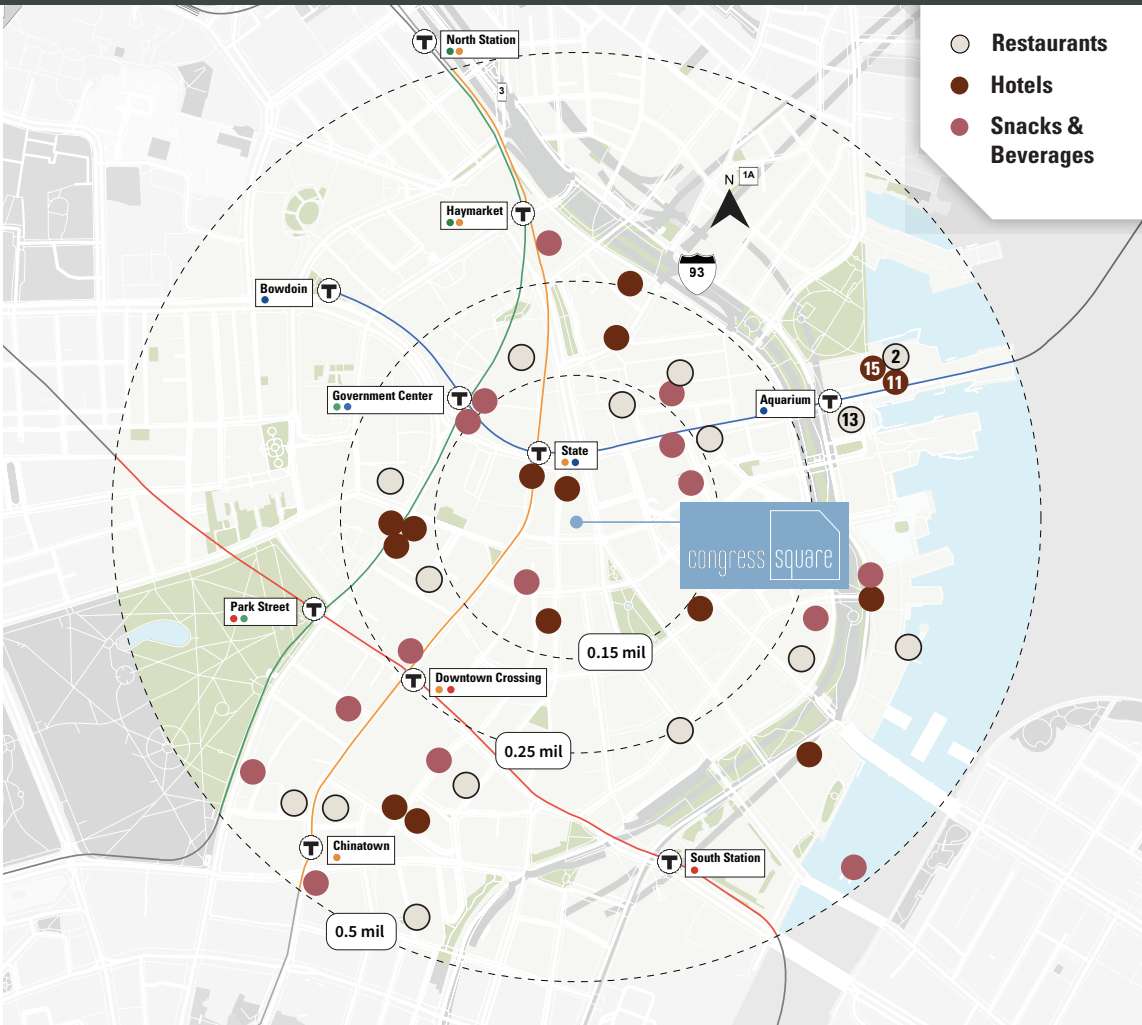 Restaurants
Hotels
Snacks &
Beverages
T
North Station
3
N
1A
T
Haymarket
93
T
Bowdoin
2
15
11
T
Government Center
T
Aquarium
13
T
State
congress square
T
Park Street
0.15 mil
T
Downtown Crossing
0.25 mil
T
Chinatown
T
South Station
0.5 mil